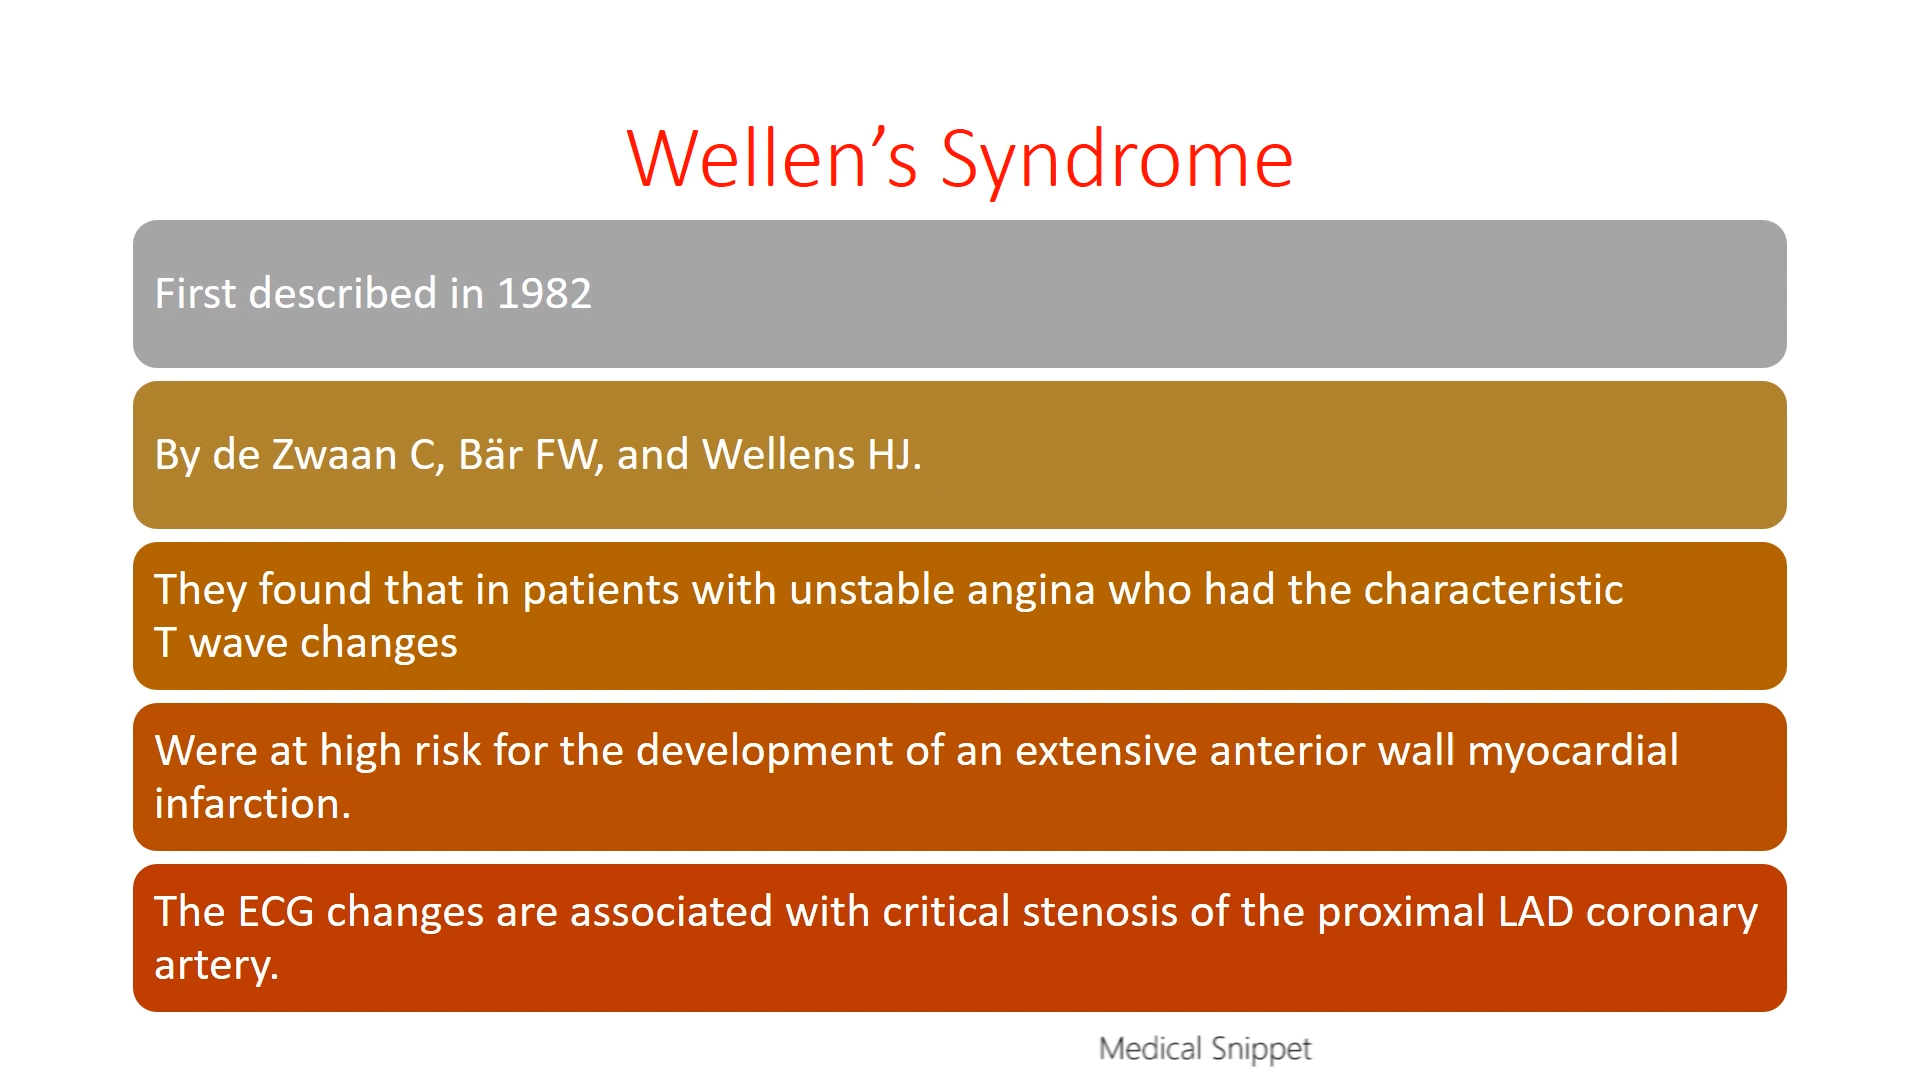 Wellen’s Syndrome
First described in 1982
By de Zwaan C, Bär FW, and Wellens HJ.
They found that in patients with unstable angina who had the characteristic
T wave changes
Were at high risk for the development of an extensive anterior wall myocardial
infarction.
The ECG changes are associated with critical stenosis of the proximal LAD coronary
artery.
Medical Snippet